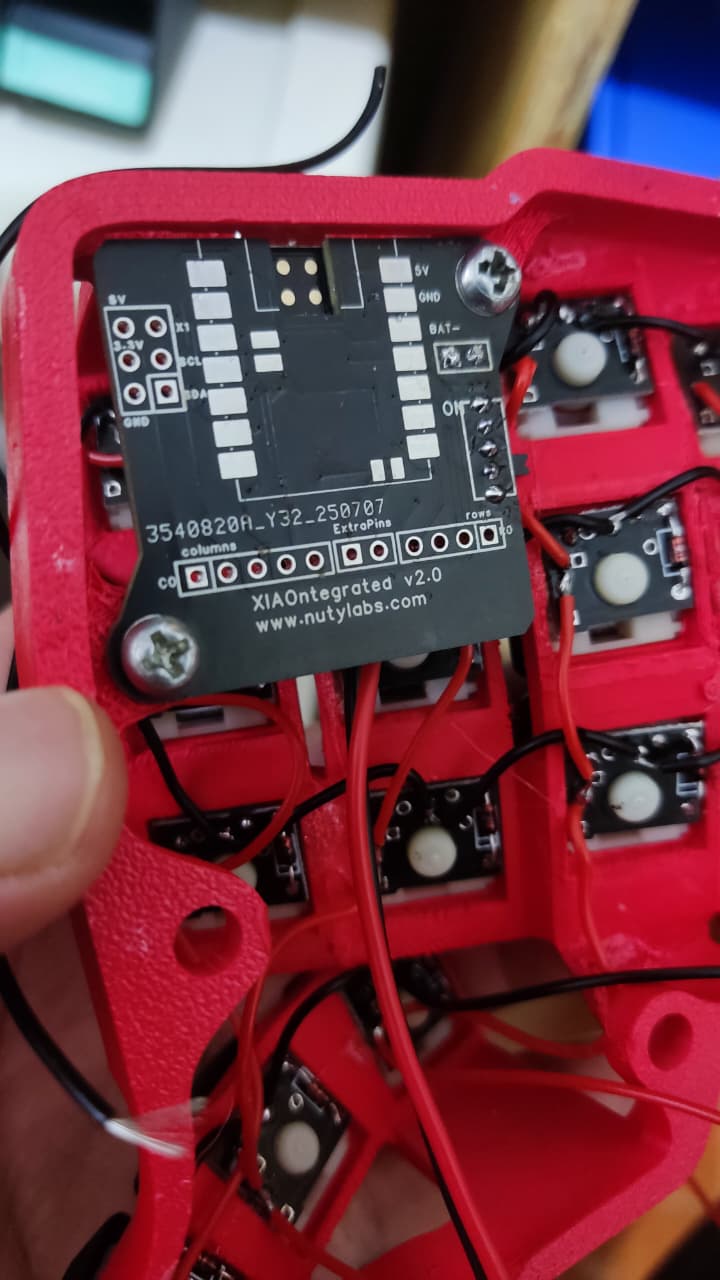 5V
GND
BAT-
5V
X1
3.3V
SCL
SDA
GND
ON
3540820A_Y32_250707
ExtraPins
columns
rows
C0
R0
XIAOntegrated v2.0
www.nutylabs.com